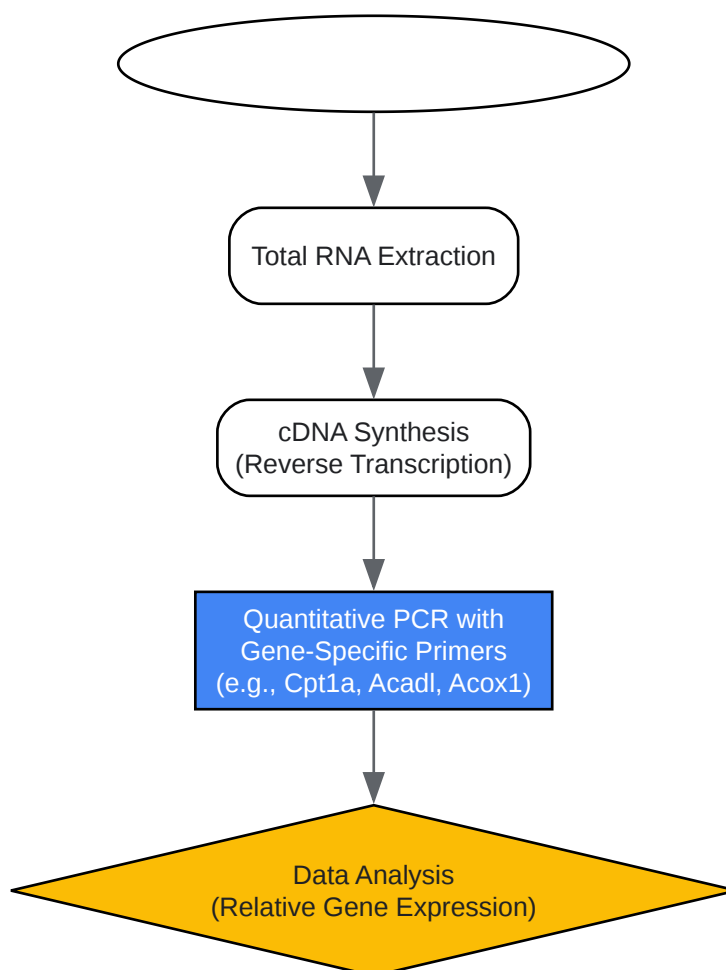 Total RNA Extraction
cDNA Synthesis
(Reverse Transcription)
Quantitative PCR with
Gene-Specific Primers
(e.g., Cpt1a, Acadl, Acox1)
Data Analysis
(Relative Gene Expression)